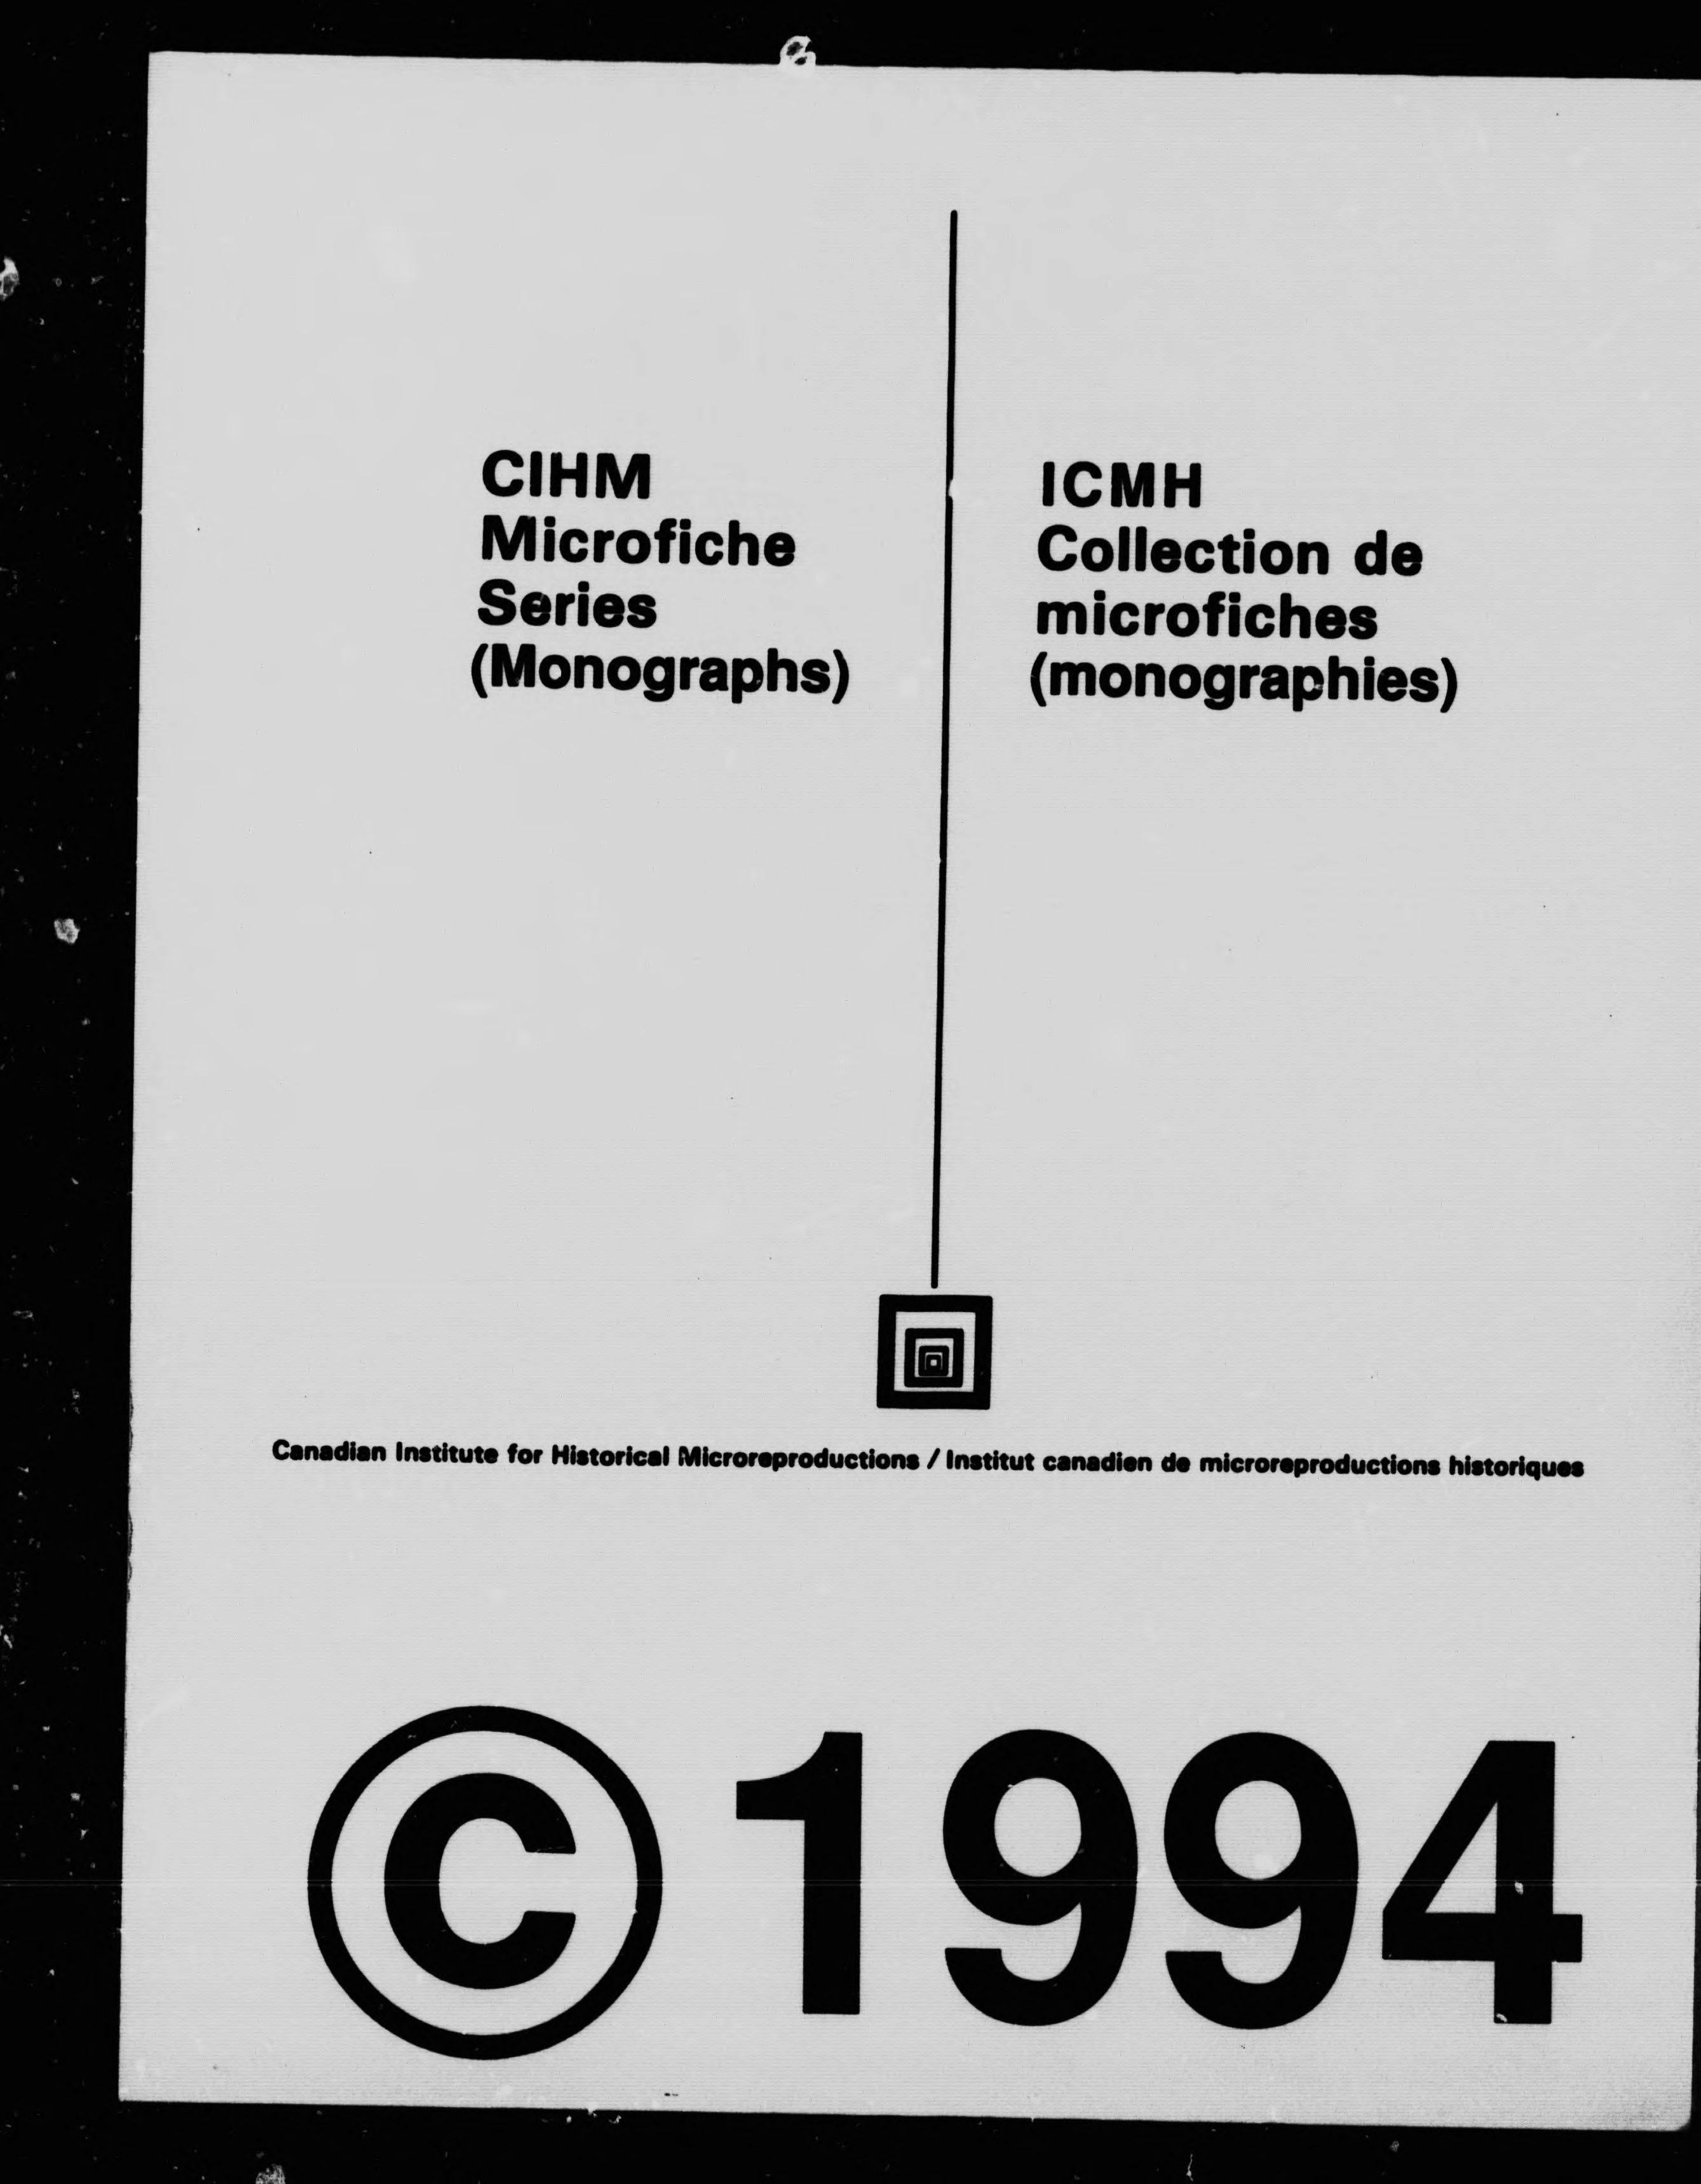 CIHM
Microfiche
Series
(Monographs)
ICMH
Collection de
microfiches
(monographies)
Canadian Institute for Historical Microreproductions / Institut canadien de microreproductions historiques
©1994